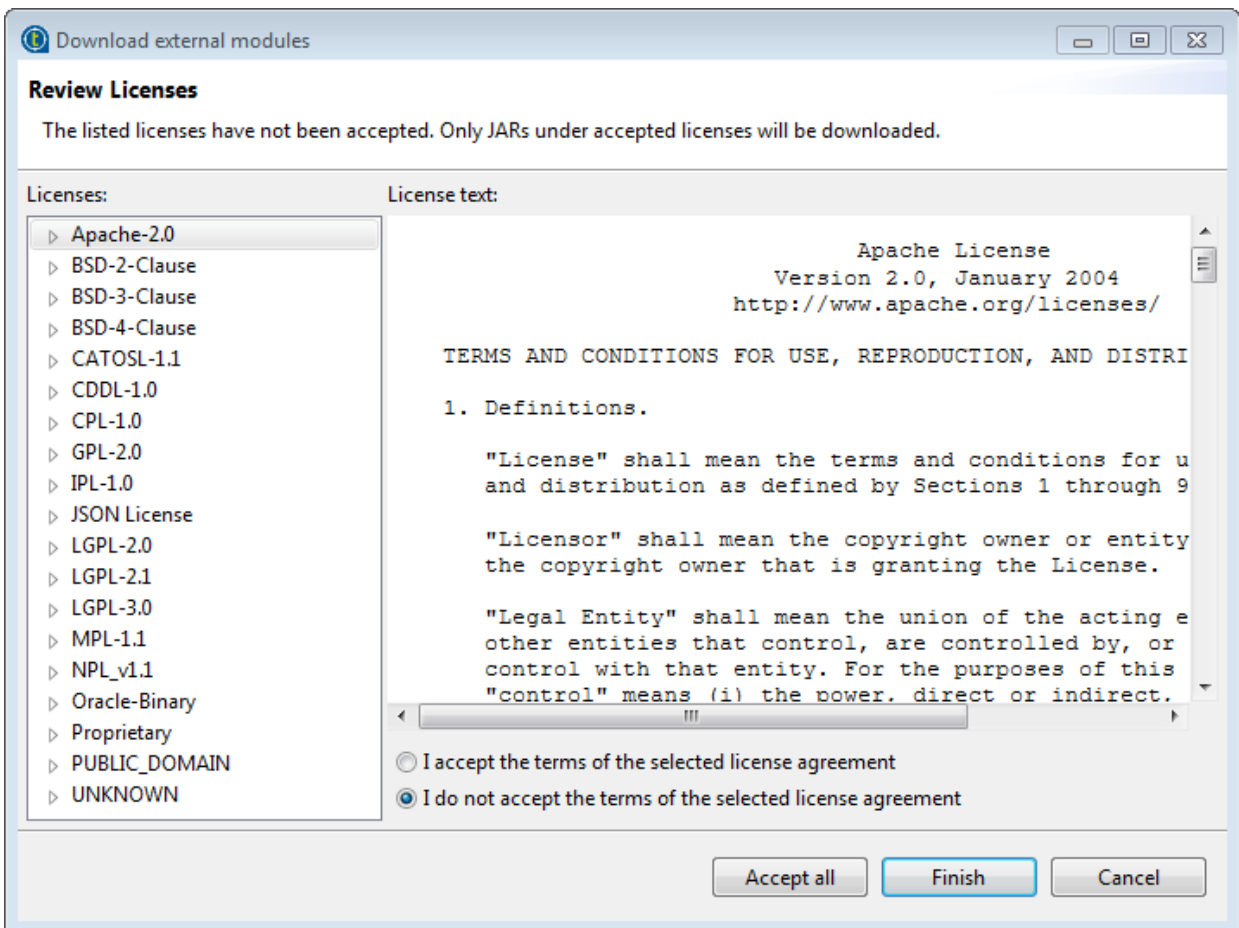 Download external modules
Review Licenses
The listed licenses have not been accepted. Only JARs under accepted licenses will be downloaded.
Licenses:
Apache-2.0
BSD-2-Clause
BSD-3-Clause
BSD-4-Clause
CATOSL-1.1
CDDL-1.0
CPL-1.0
GPL-2.0
IPL-1.0
JSON License
LGPL-2.0
LGPL-2.1
LGPL-3.0
MPL-1.1
NPL_v1.1
Oracle-Binary
Proprietary
PUBLIC_DOMAIN
UNKNOWN
License text:
Apache License
Version 2.0, January 2004
http://www.apache.org/licenses/
TERMS AND CONDITIONS FOR USE, REPRODUCTION, AND DISTRI
1. Definitions.
"License" shall mean the terms and conditions for u
and distribution as defined by Sections 1 through 9
"Licensor" shall mean the copyright owner or entity
the copyright owner that is granting the License.
"Legal Entity" shall mean the union of the acting e
other entities that control, are controlled by, or
control with that entity. For the purposes of this
"control" means (i) the power, direct or indirect,
I accept the terms of the selected license agreement
I do not accept the terms of the selected license agreement
Accept all
Finish
Cancel